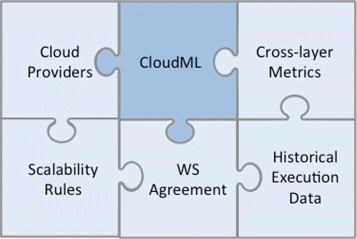 Cloud
Providers
CloudML
Cross-layer
Metrics
Scalability
Rules
WS
Agreement
Historical
Execution
Data